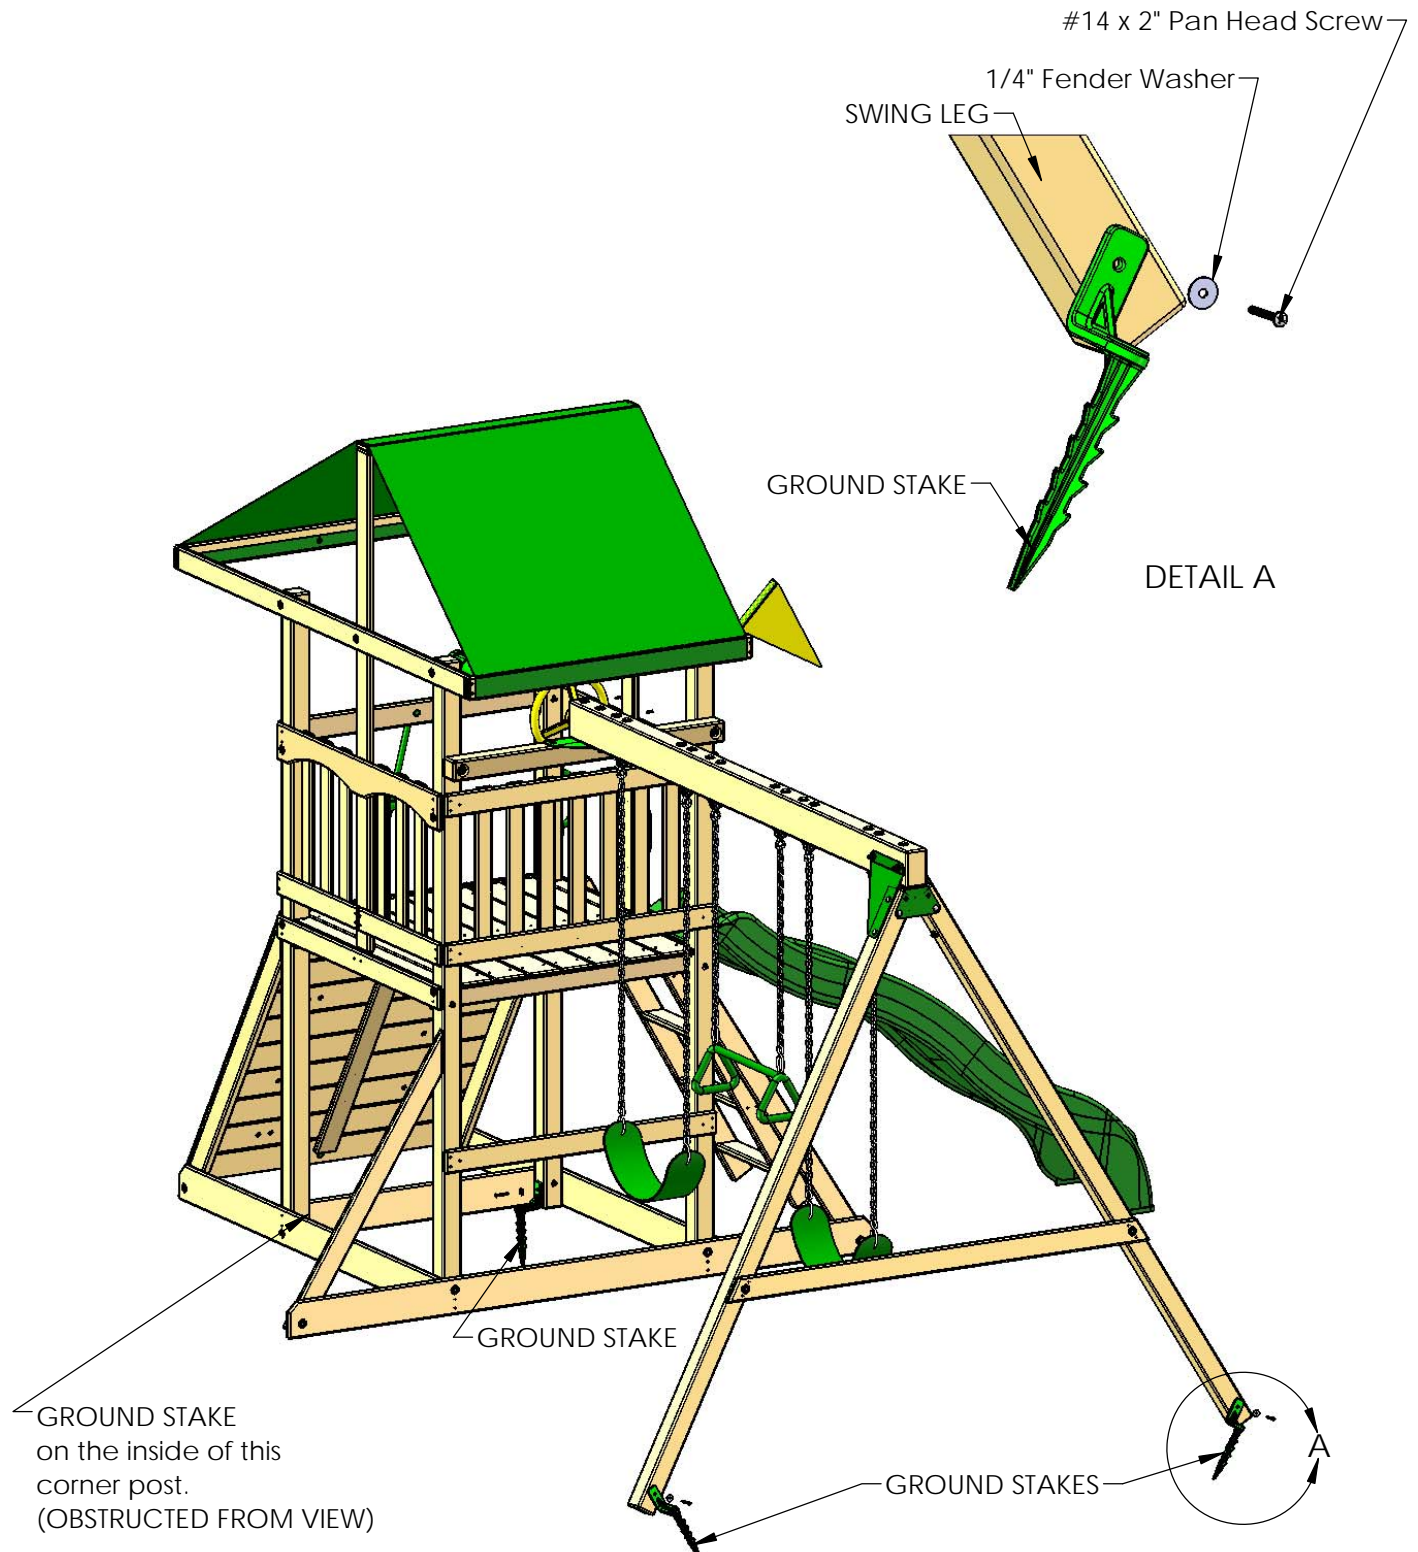 #14 x 2" Pan Head Screw
1/4" Fender Washer
SWING LEG
GROUND STAKE
DETAIL A
GROUND STAKE
GROUND STAKE
on the inside of this
corner post.
(OBSTRUCTED FROM VIEW)
A
GROUND STAKES